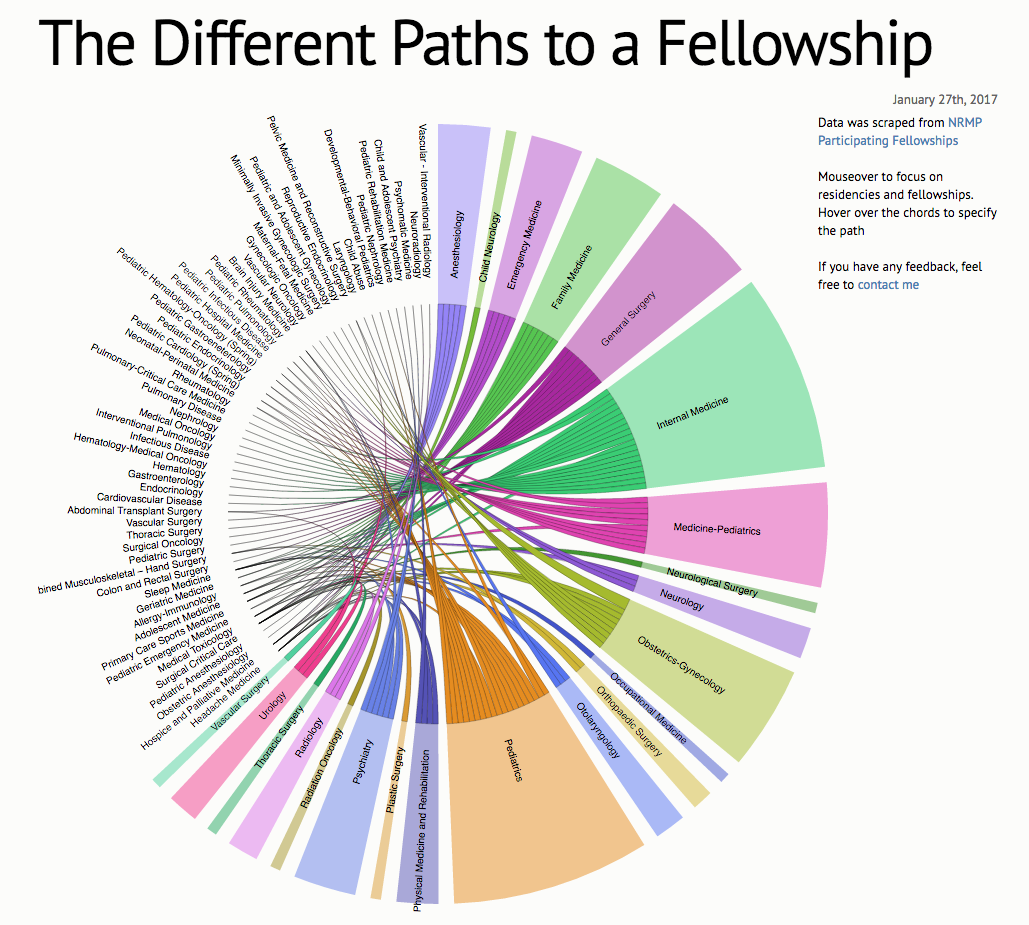 The Different Paths to a Fellowship
January 27th, 2017
Data was scraped from NRMP
Participating Fellowships
Mouseover to focus on
residencies and fellowships.
Hover over the chords to specify
the path
If you have any feedback, feel
free to contact me
Anesthesiology
Child Neurology
Emergency Medicine
Family Medicine
General Surgery
Internal Medicine
Medicine-Pediatrics
Neurological Surgery
Neurology
Obstetrics-Gynecology
Occupational Medicine
Orthopaedic Surgery
Otolaryngology
Pediatrics
Physical Medicine and Rehabilitation
Plastic Surgery
Psychiatry
Radiation Oncology
Radiology
Thoracic Surgery
Urology
Vascular Surgery
Headache Medicine
Hospice and Palliative Medicine
Obstetric Anesthesiology
Pediatric Anesthesiology
Surgical Critical Care
Medical Toxicology
Pediatric Emergency Medicine
Primary Care Sports Medicine
Adolescent Medicine
Allergy-Immunology
Geriatric Medicine
Sleep Medicine
Colon and Rectal Surgery
bined Musculoskeletal – Hand Surgery
Pediatric Surgery
Surgical Oncology
Thoracic Surgery
Vascular Surgery
Abdominal Transplant Surgery
Cardiovascular Disease
Endocrinology
Gastroenterology
Hematology
Hematology-Medical Oncology
Infectious Disease
Interventional Pulmonology
Medical Oncology
Nephrology
Pulmonary Disease
Pulmonary-Critical Care Medicine
Rheumatology
Neonatal-Perinatal Medicine
Pediatric Cardiology (Spring)
Pediatric Endocrinology
Pediatric Gastroeneterology
Pediatric Hematology-Oncology (Spring)
Pediatric Hospital Medicine
Pediatric Infectious Disease
Pediatric Pulmonology
Pediatric Rheumatology
Brain Injury Medicine
Vascular Neurology
Gynecologic Oncology
Maternal-Fetal Medicine
Minimally Invasive Gynecologic Surgery
Pediatric and Adolescent Gynecology
Reproductive Endocrinology
Pelvic Medicine and Reconstructive Surgery
Laryngology
Child Abuse
Developmental-Behavioral Pediatrics
Pediatric Nephrology
Pediatric Rehabilitation Medicine
Child and Adolescent Psychiatry
Psychomatic Medicine
Neuroradiology
Vascular - Interventional Radiology